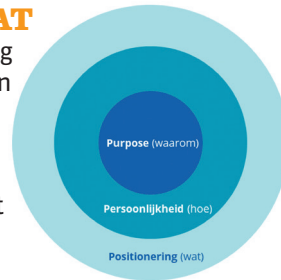 AT
g
n
t
Purpose (waarom)
Persoonlijkheid (hoe)
Positionering (wat)